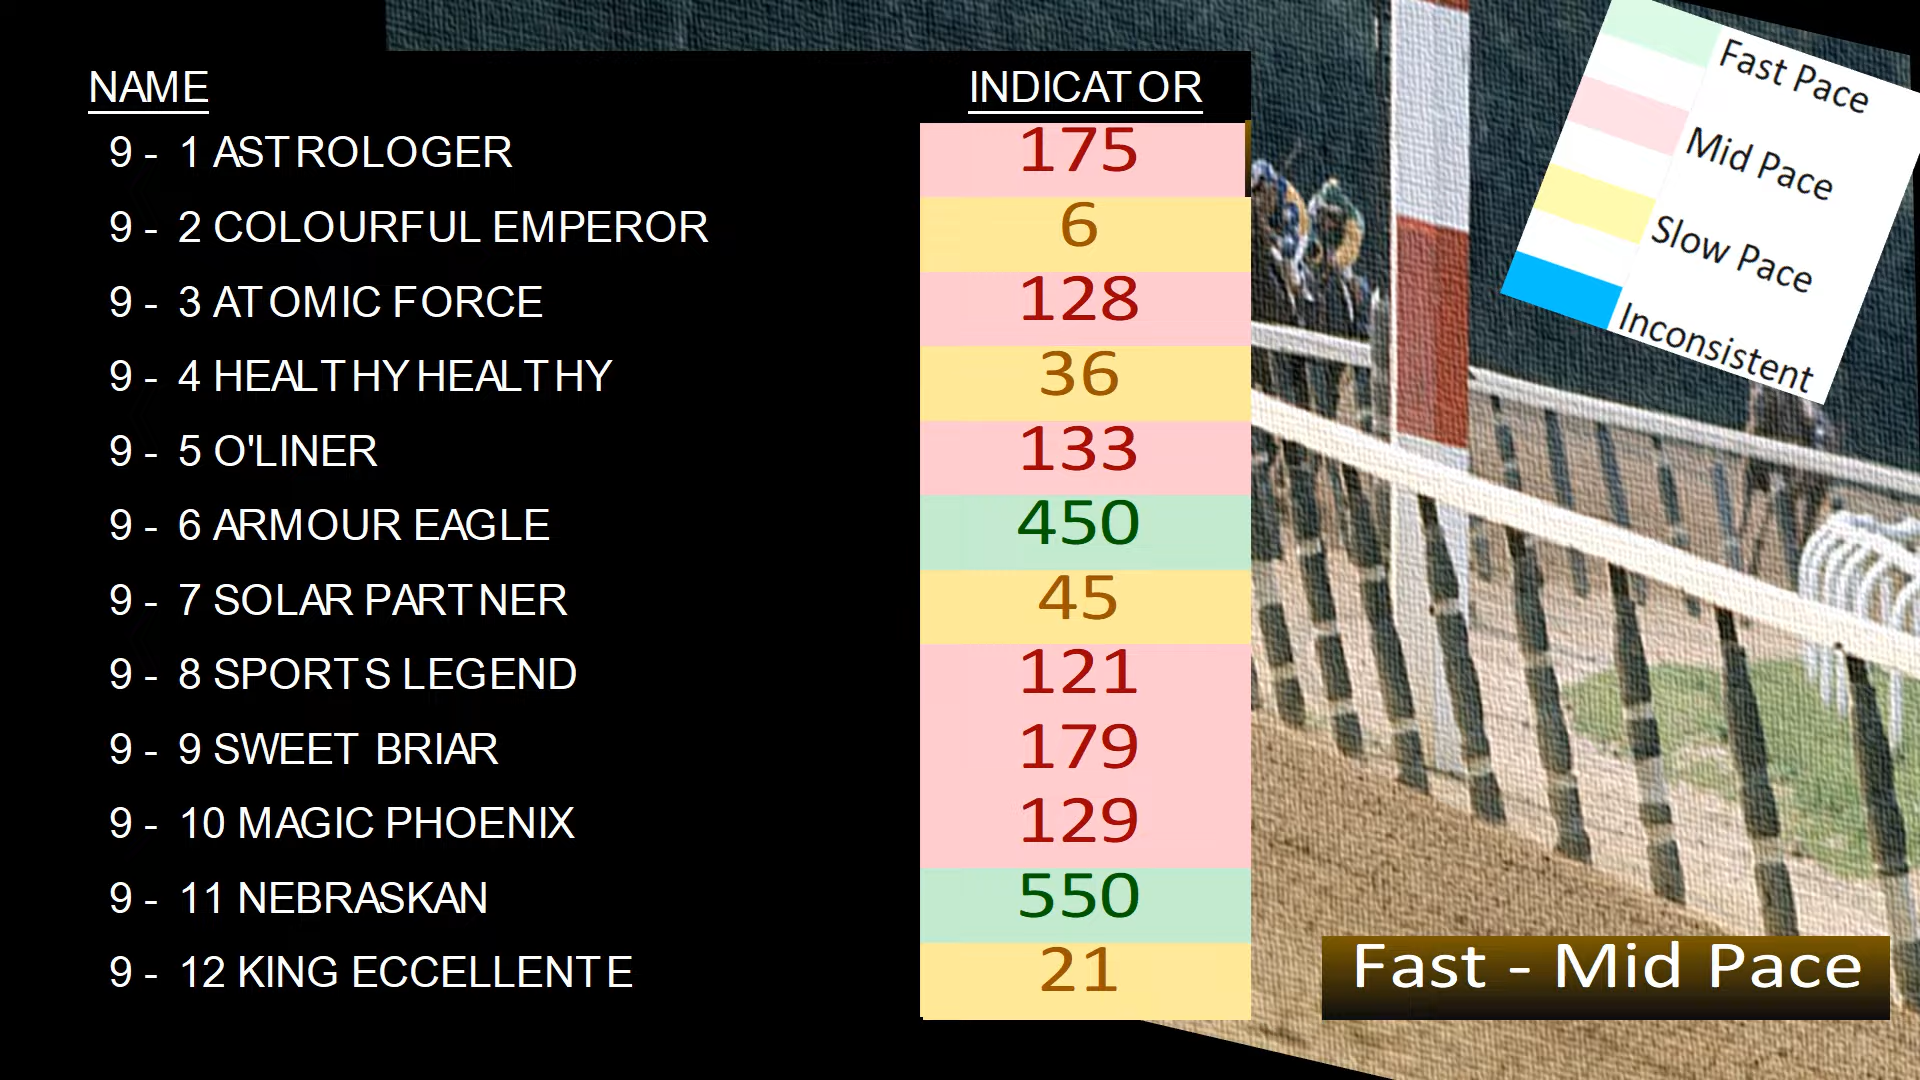 NAME INDICATOR
9 - 1 ASTROLOGER 175
9 - 2 COLOURFUL EMPEROR 6
9 - 3 ATOMIC FORCE 128
9 - 4 HEALTHY HEALTHY 36
9 - 5 O'LINER 133
9 - 6 ARMOUR EAGLE 450
9 - 7 SOLAR PARTNER 45
9 - 8 SPORTS LEGEND 121
9 - 9 SWEET BRIAR 179
9 - 10 MAGIC PHOENIX 129
9 - 11 NEBRASKAN 550
9 - 12 KING ECCELLENTE 21
Fast Pace
Mid Pace
Slow Pace
Inconsistent
Fast - Mid Pace